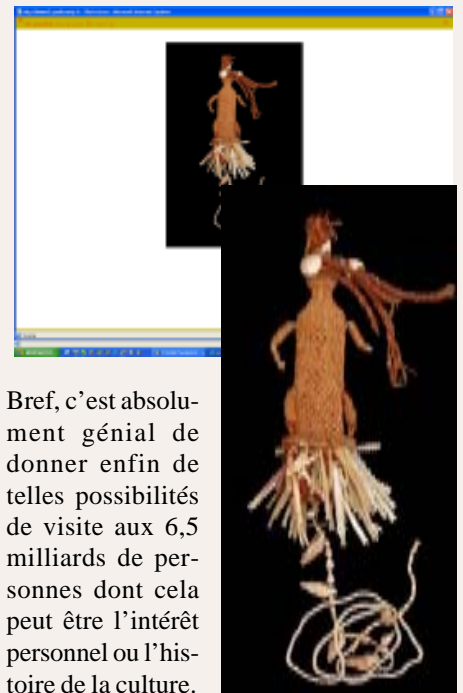 Bref, c’est absolu-
ment génial de
donner enfin de
telles possibilités
de visite aux 6,5
milliards de per-
sonnes dont cela
peut être l’intérêt
personnel ou l’his-
toire de la culture.